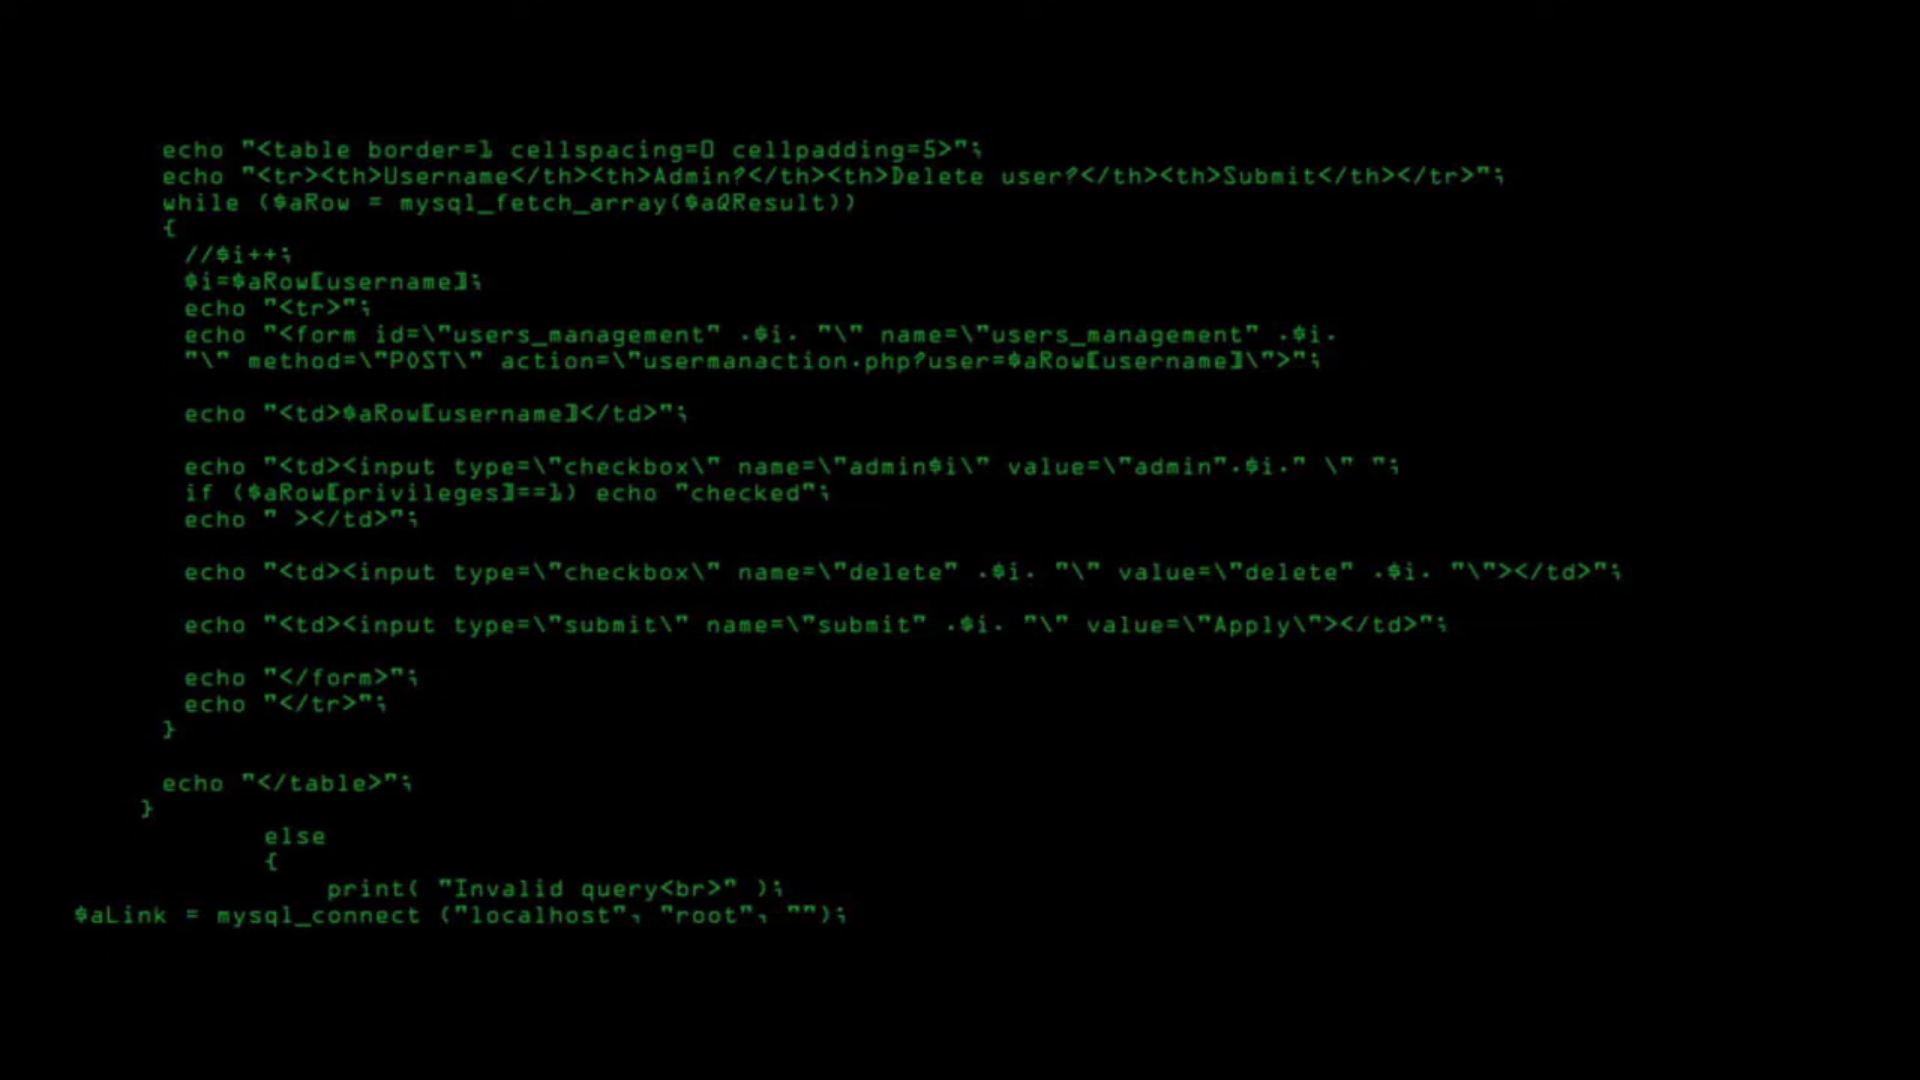 echo "<table border=1 cellspacing=0 cellpadding=5>";
echo "<tr><th>Username</th><th>Admin?</th><th>Delete user?</th><th>Submit</th></tr>";
while ($aRow = mysql_fetch_array($aQResult))
{
//$i++;
$i=$aRow[username];
echo "<tr>";
echo "<form id=\"users_management" .$i. "\" name=\"users_management" .$i.
"\" method=\"POST\" action=\"usermanaction.php?user=$aRow[username]\">";
echo "<td>$aRow[username]</td>";
echo "<td><input type=\"checkbox\" name=\"admin$i\" value=\"admin".$i." \" ";
if ($aRow[privileges]==1) echo "checked";
echo " ></td>";
echo "<td><input type=\"checkbox\" name=\"delete" .$i. "\" value=\"delete" .$i. "\"></td>";
echo "<td><input type=\"submit\" name=\"submit" .$i. "\" value=\"Apply\"></td>";
echo "</form>";
echo "</tr>";
}
echo "</table>";
}
else
{
print( "Invalid query<br>" );
$aLink = mysql_connect ("localhost", "root", "");